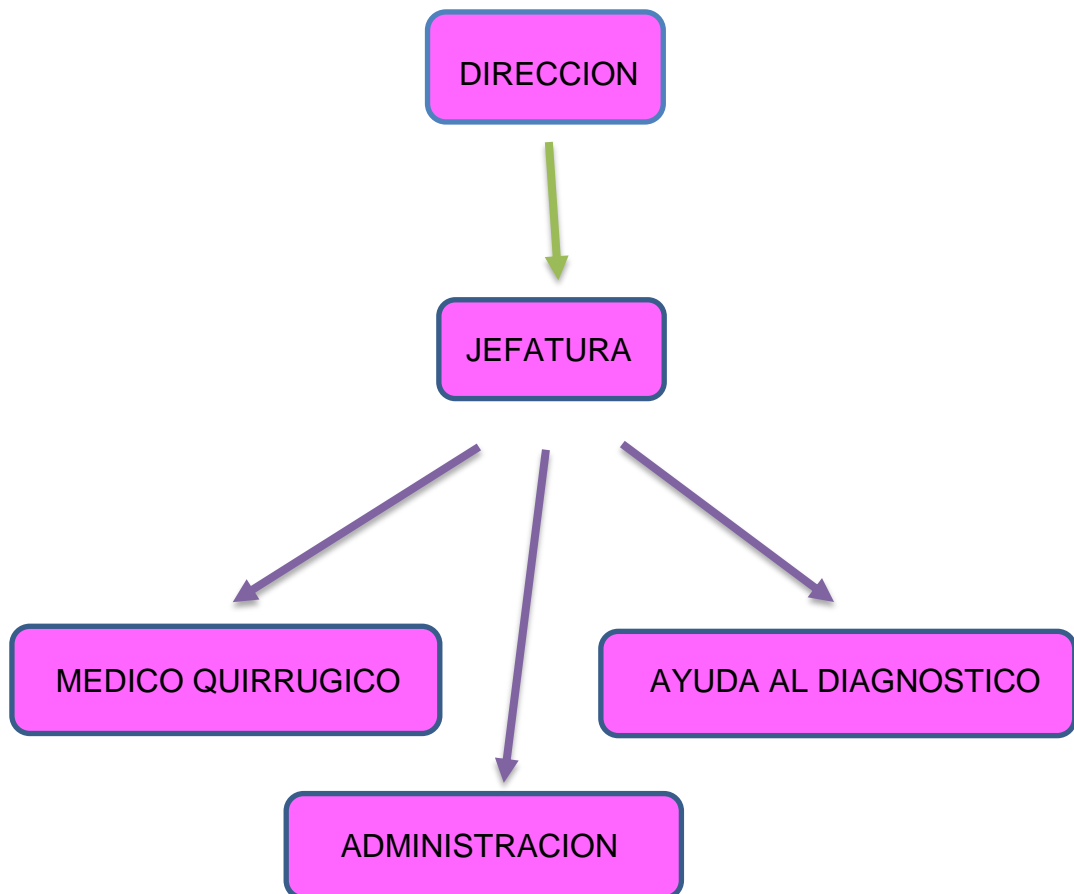 DIRECCION
JEFATURA
MEDICO QUIRRUGICO
AYUDA AL DIAGNOSTICO
ADMINISTRACION